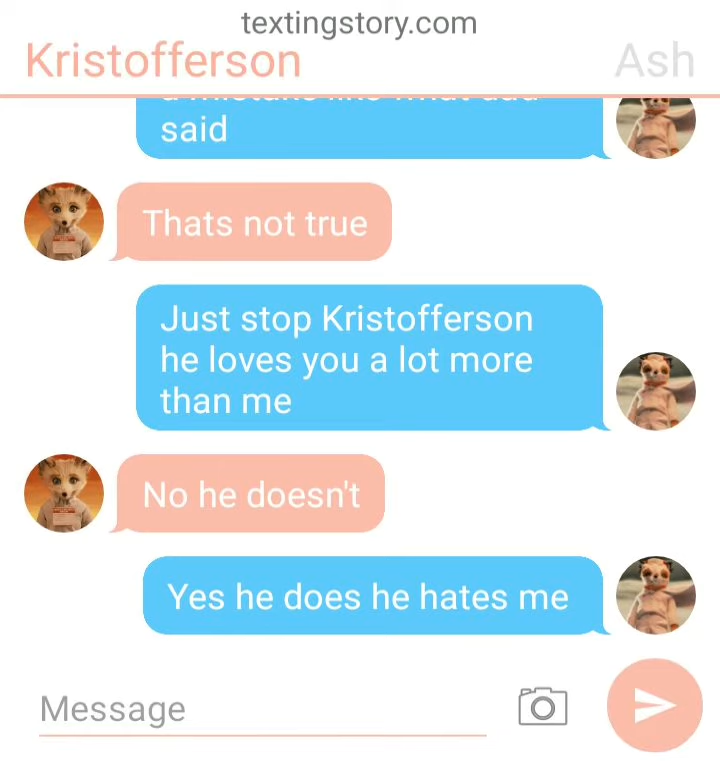 textingstory.com
Kristofferson
Ash
said
Thats not true
Just stop Kristofferson
he loves you a lot more
than me
No he doesn't
Yes he does he hates me
Message